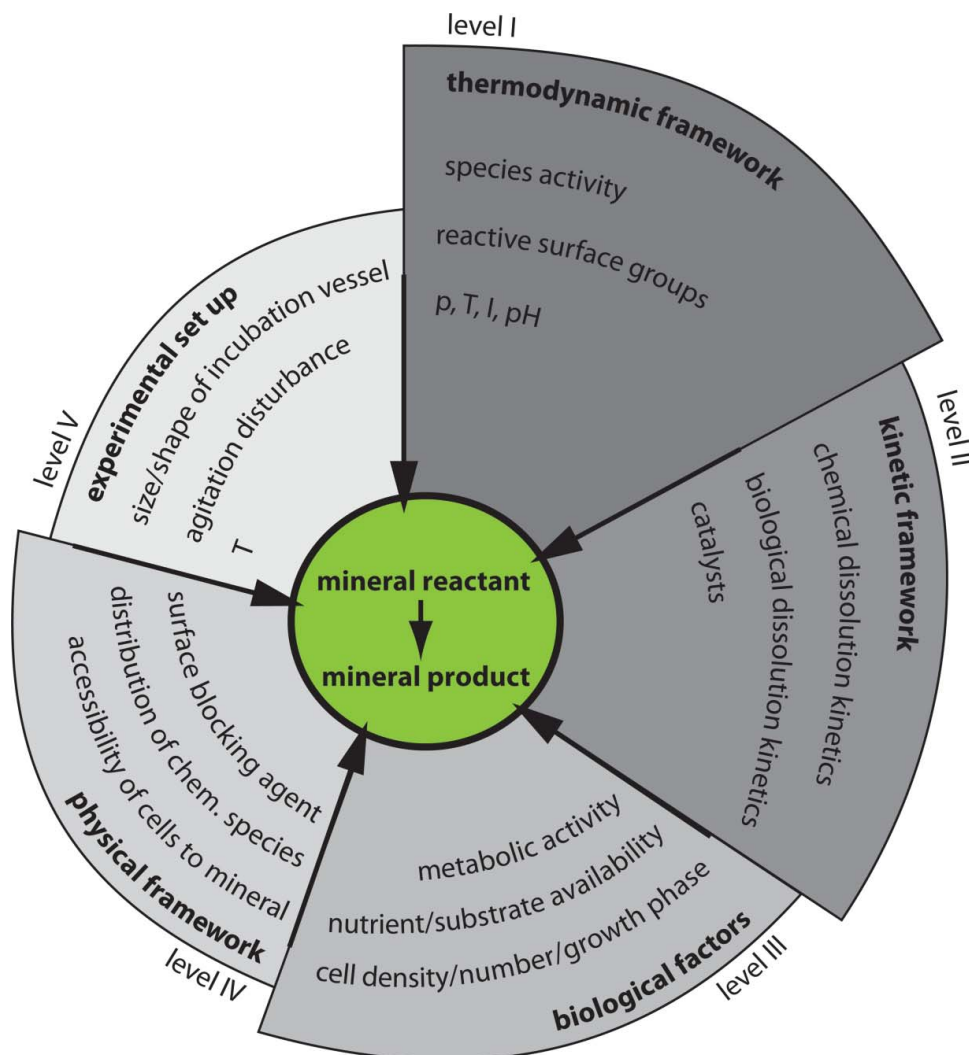 level I
thermodynamic framework
species activity
reactive surface groups
p, T, I, pH
level II
kinetic framework
chemical dissolution kinetics
biological dissolution kinetics
catalysts
level III
biological factors
metabolic activity
nutrient/substrate availability
cell density/number/growth phase
level IV
physical framework
accessibility of cells to mineral
distribution of chem. species
surface blocking agent
level V
experimental set up
size/shape of incubation vessel
agitation disturbance
T
mineral reactant
mineral product